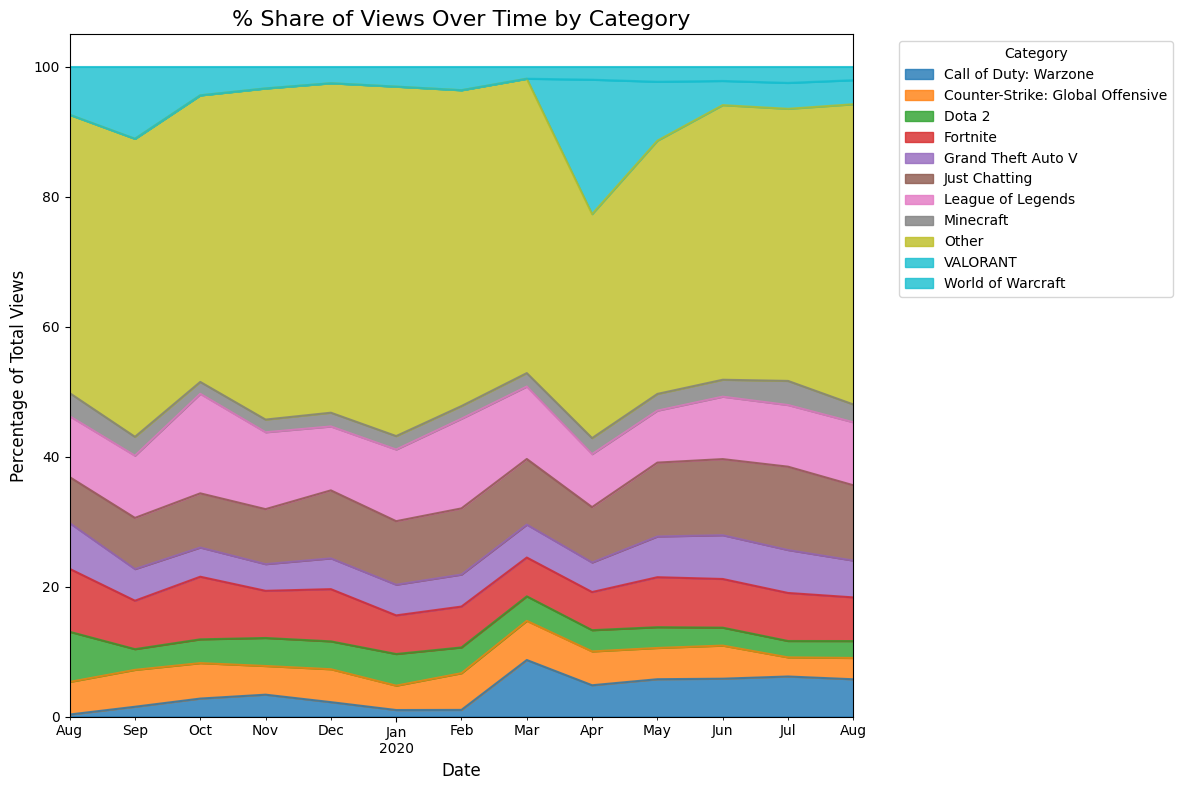 % Share of Views Over Time by Category
Percentage of Total Views
100
80
60
40
20
0
Aug Sep Oct Nov Dec Jan Feb Mar Apr May Jun Jul Aug
2020
Date
Category
Call of Duty: Warzone
Counter-Strike: Global Offensive
Dota 2
Fortnite
Grand Theft Auto V
Just Chatting
League of Legends
Minecraft
Other
VALORANT
World of Warcraft